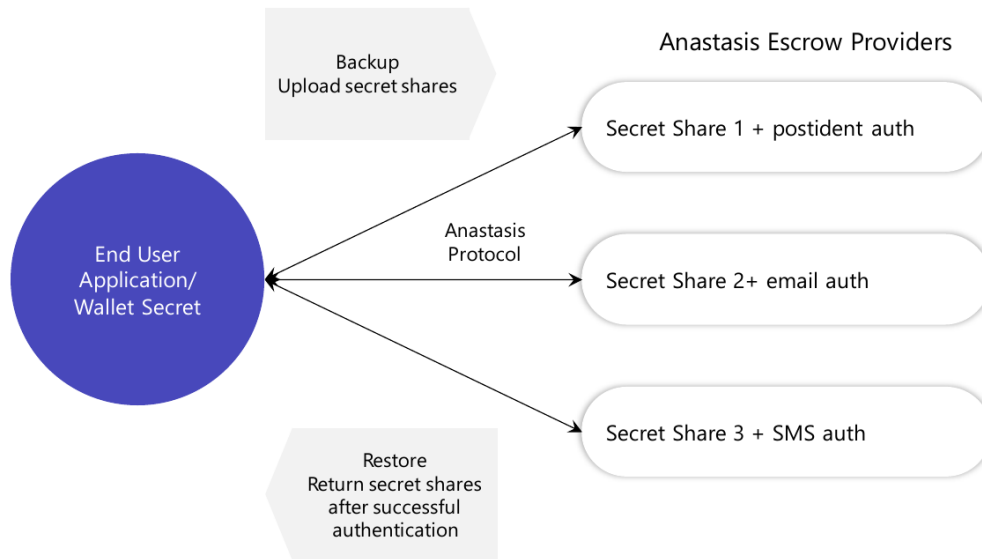 Backup
Upload secret shares
Anastasis Escrow Providers
Secret Share 1 + postident auth
Anastasis
Protocol
End User
Application/
Wallet Secret
Secret Share 2+ email auth
Secret Share 3 + SMS auth
Restore
Return secret shares
after successful
authentication